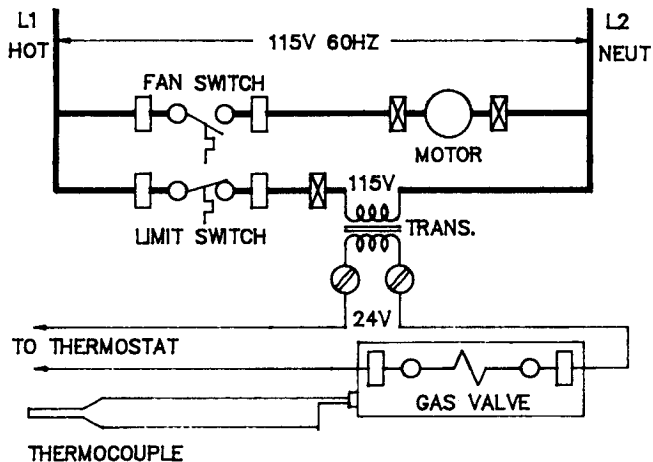 L1
HOT
115V 60HZ
L2
NEUT
FAN SWITCH
MOTOR
LIMIT SWITCH
115V
TRANS.
24V
TO THERMOSTAT
GAS VALVE
THERMOCOUPLE